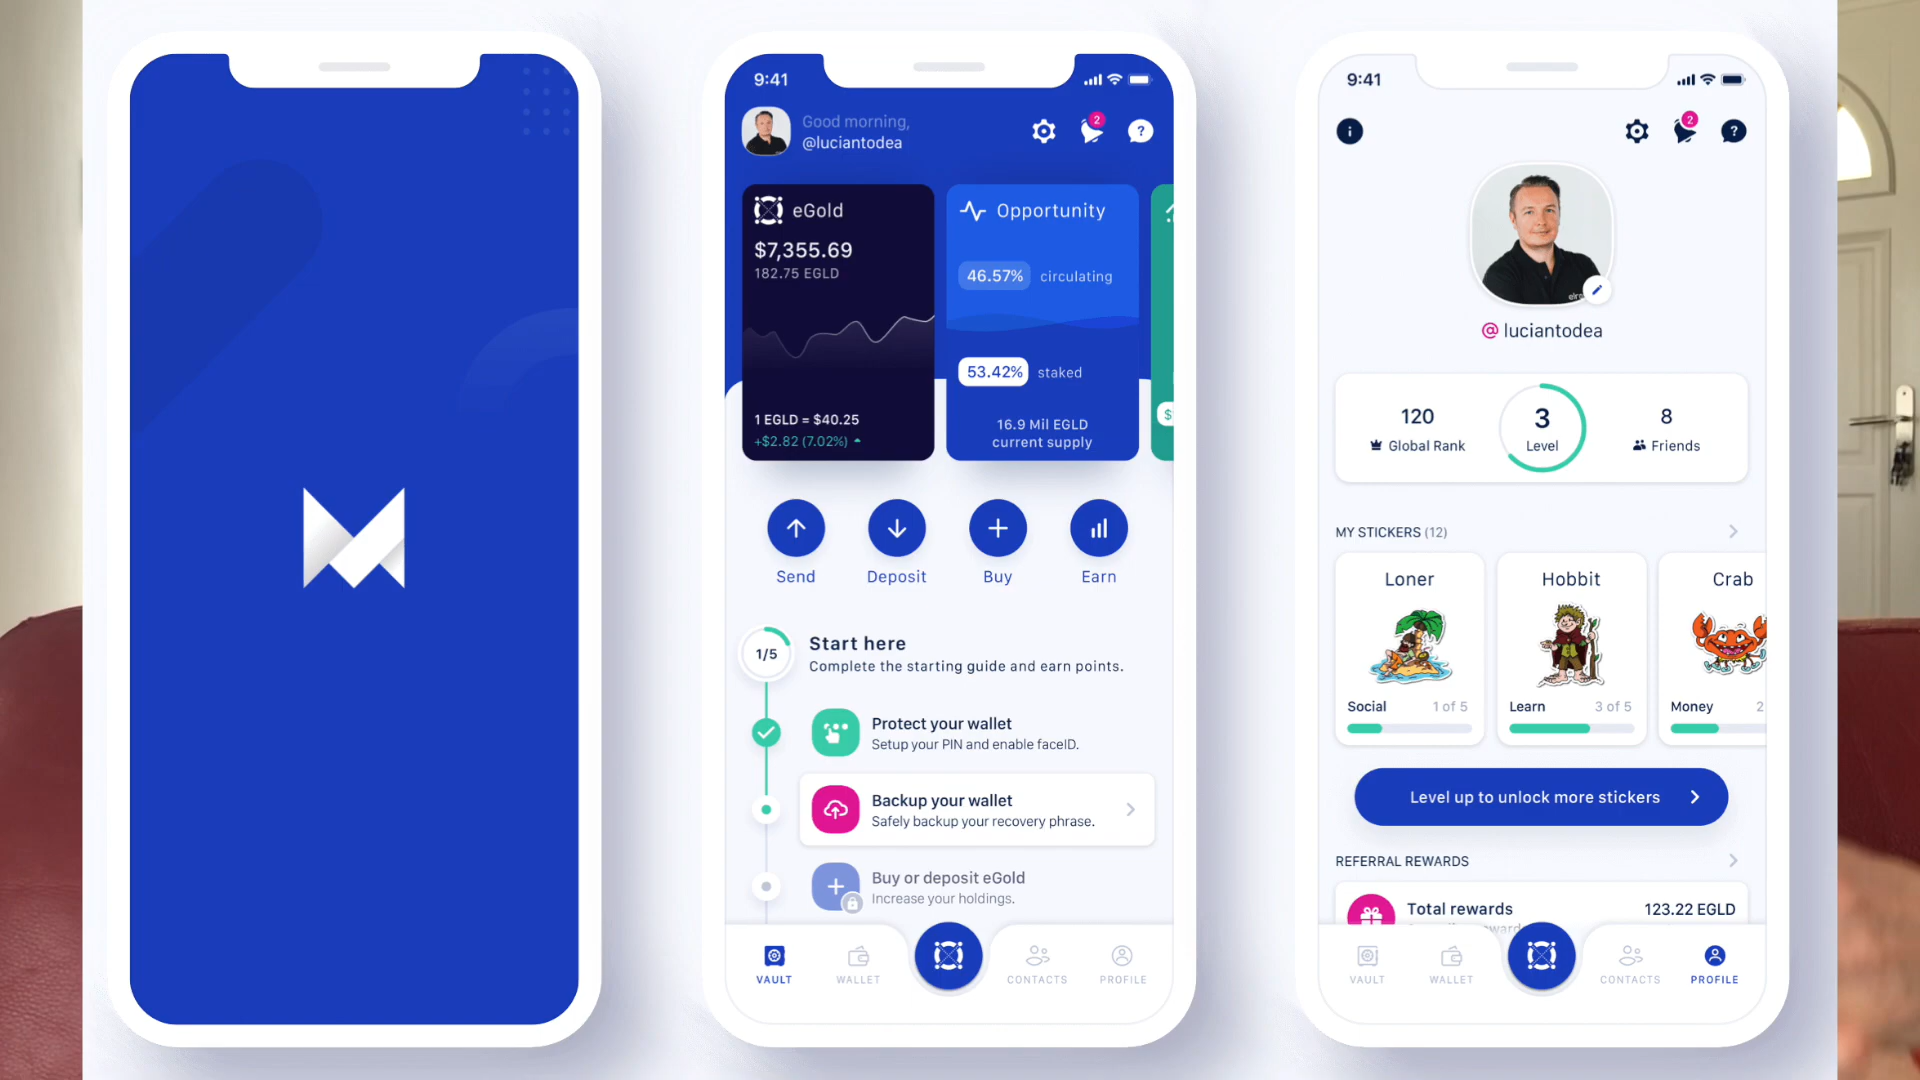 9:41
Good morning,
@luciantodea
2
?
eGold
$7,355.69
182.75 EGLD
1 EGLD = $40.25
+$2.82 (7.02%)
Opportunity
46.57% circulating
53.42% staked
16.9 Mil EGLD
current supply
$
Send
Deposit
Buy
Earn
1/5
Start here
Complete the starting guide and earn points.
Protect your wallet
Setup your PIN and enable faceID.
Backup your wallet
Safely backup your recovery phrase.
Buy or deposit eGold
Increase your holdings.
VAULT
WALLET
CONTACTS
PROFILE
9:41
i
2
?
@luciantodea
120
Global Rank
3
Level
8
Friends
MY STICKERS (12)
Loner
Social 1 of 5
Hobbit
Learn 3 of 5
Crab
Money 2
Level up to unlock more stickers
REFERRAL REWARDS
Total rewards 123.22 EGLD
VAULT
WALLET
CONTACTS
PROFILE